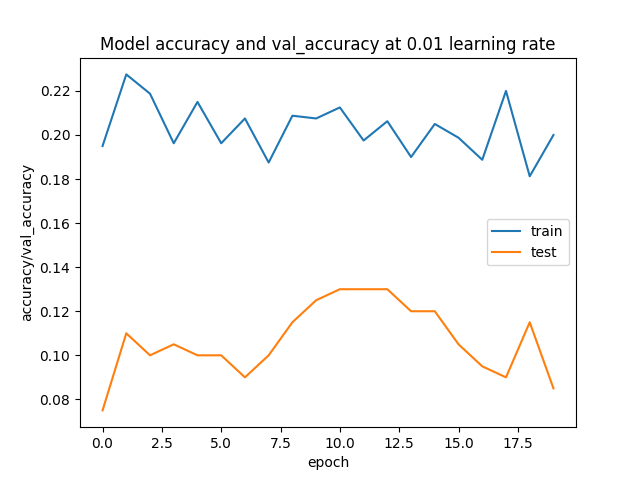 Model accuracy and val_accuracy at 0.01 learning rate
0.22
0.20
0.18
0.16
0.14
0.12
0.10
0.08
accuracy/val_accuracy
train
test
0.0 2.5 5.0 7.5 10.0 12.5 15.0 17.5
epoch